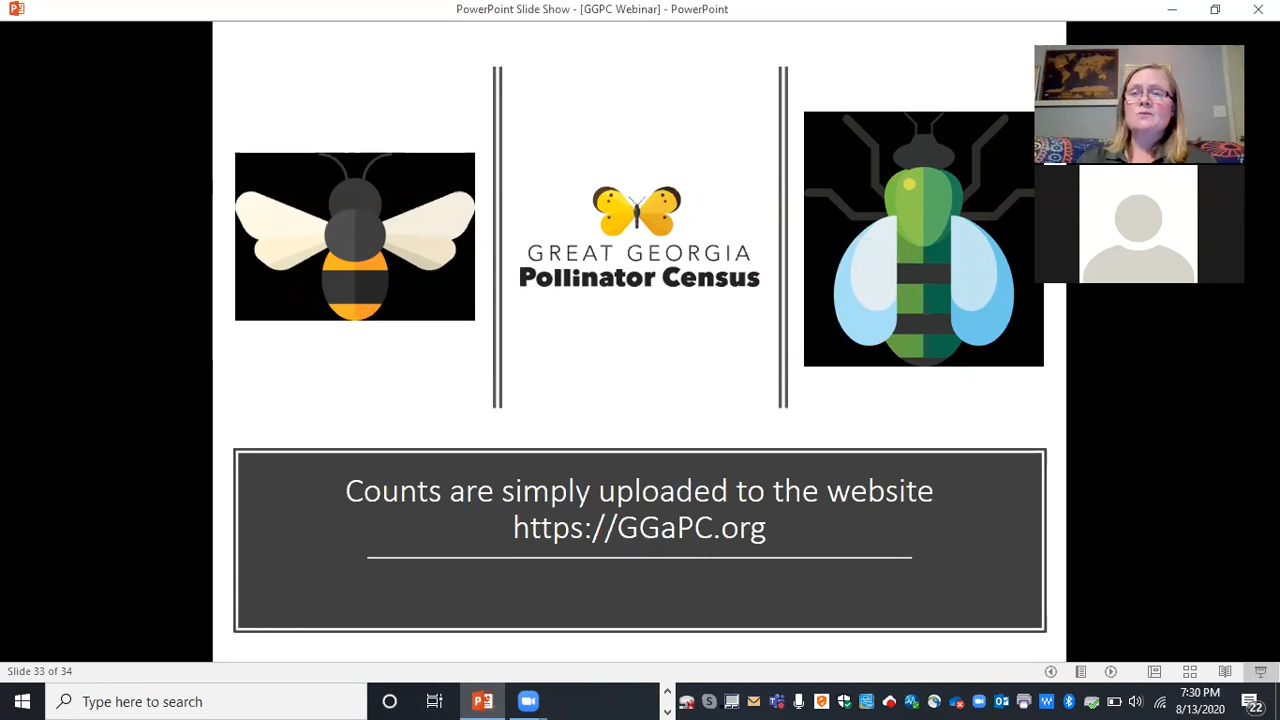 PowerPoint Slide Show - [GGPC Webinar] - PowerPoint
GREAT GEORGIA
Pollinator Census
Counts are simply uploaded to the website
https://GGaPC.org
Slide 33 of 34
Type here to search
7:30 PM
8/13/2020
22